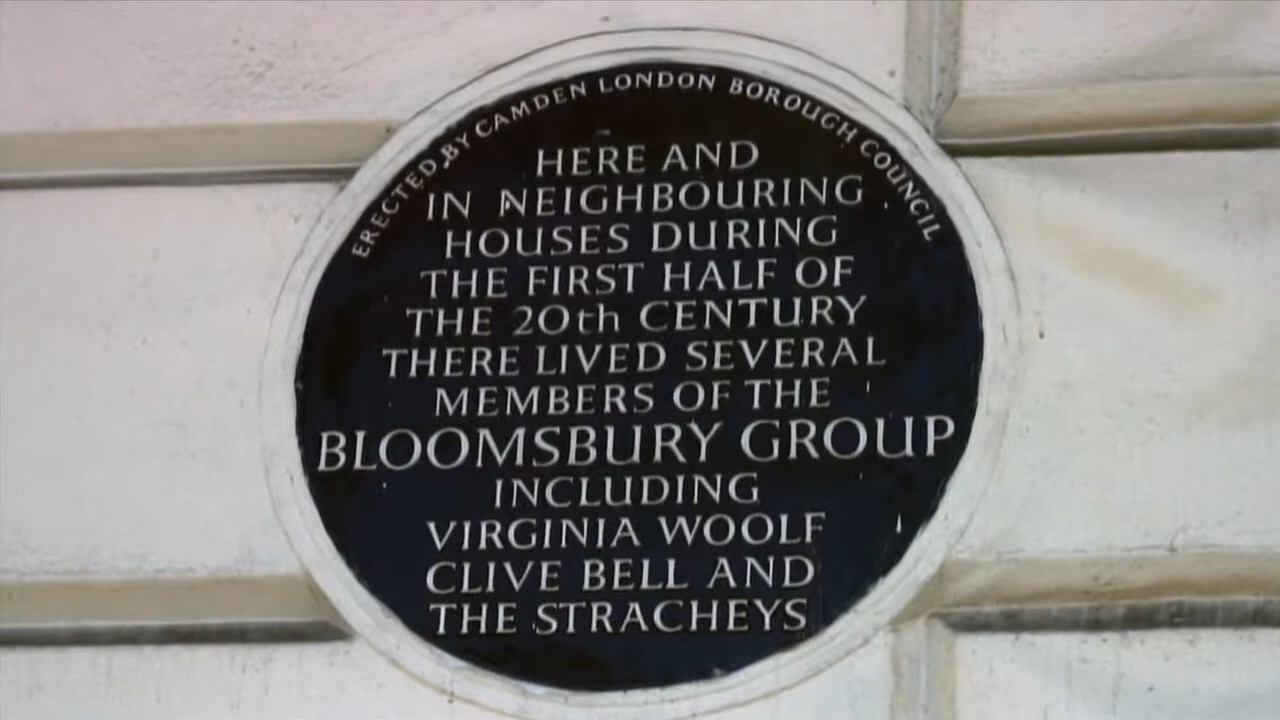 ERECTED BY CAMDEN LONDON BOROUGH COUNCIL
HERE AND
IN NEIGHBOURING
HOUSES DURING
THE FIRST HALF OF
THE 20th CENTURY
THERE LIVED SEVERAL
MEMBERS OF THE
BLOOMSBURY GROUP
INCLUDING
VIRGINIA WOOLF
CLIVE BELL AND
THE STRACHEYS